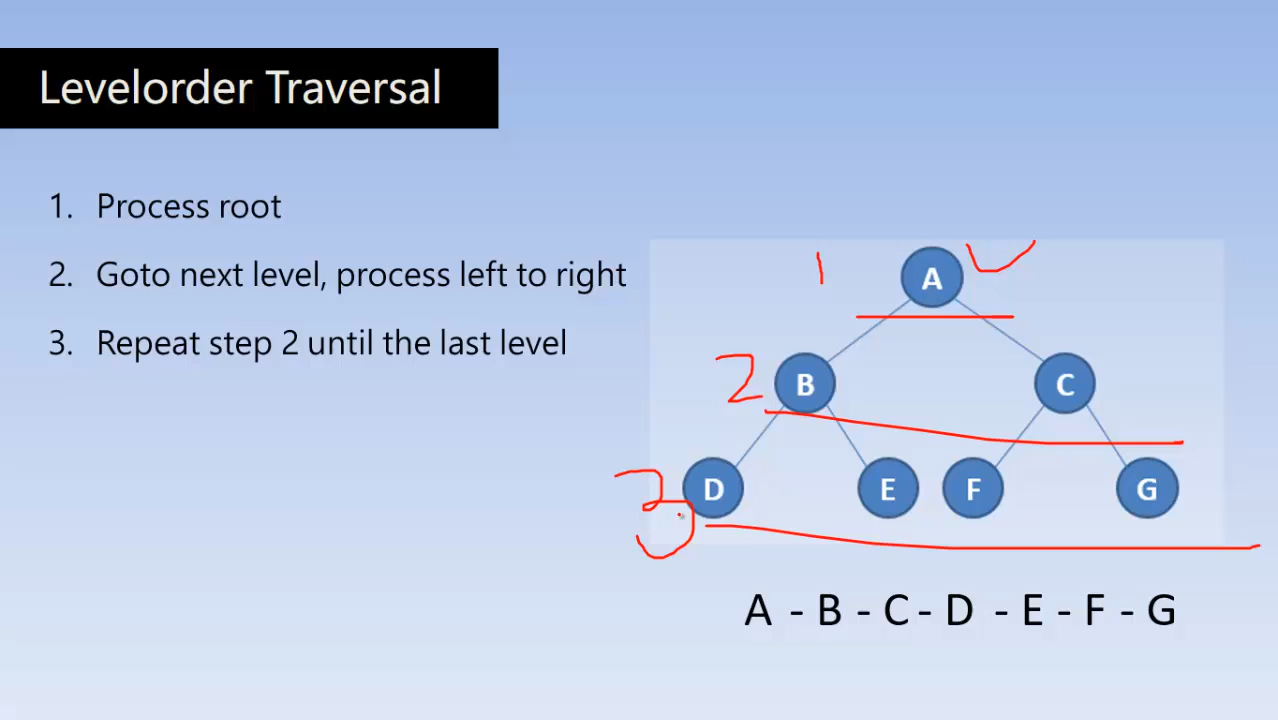 Levelorder Traversal
1. Process root
2. Goto next level, process left to right
3. Repeat step 2 until the last level
1 A
2 B C
3 D E F G
A - B - C - D - E - F - G